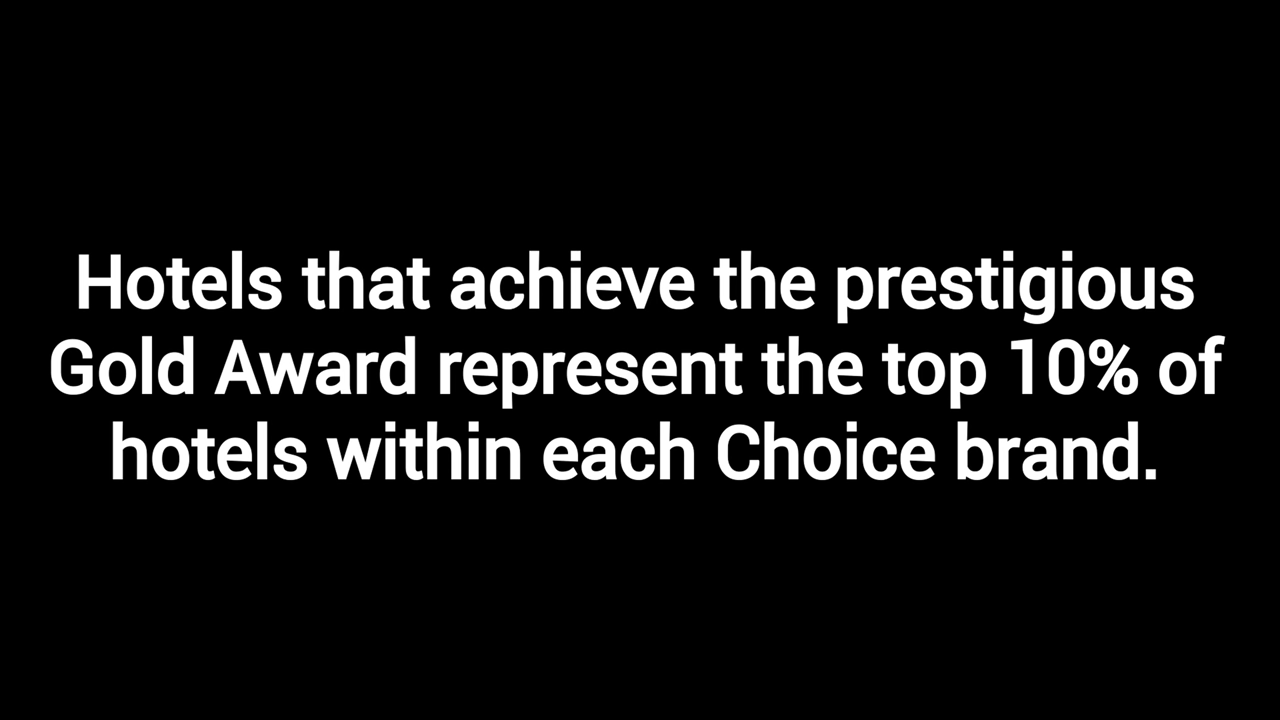 Hotels that achieve the prestigious
Gold Award represent the top 10% of
hotels within each Choice brand.